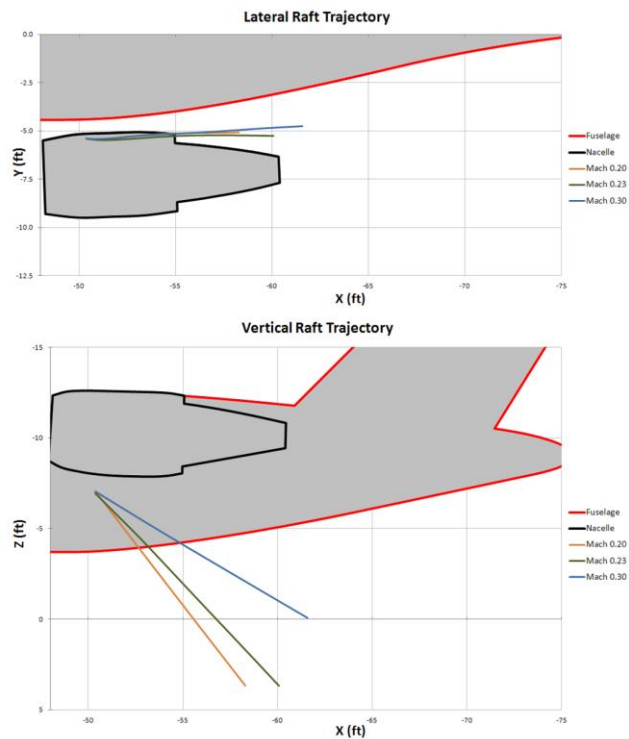 Lateral Raft Trajectory
0.0
-2.5
-5.0
-7.5
-10.0
-12.5
Y (ft)
-50
-55
-60
-65
-70
-75
X (ft)
Fuselage
Nacelle
Mach 0.20
Mach 0.23
Mach 0.30
Vertical Raft Trajectory
-15
-10
-5
0
5
Z (ft)
-50
-55
-60
-65
-70
-75
X (ft)
Fuselage
Nacelle
Mach 0.20
Mach 0.23
Mach 0.30